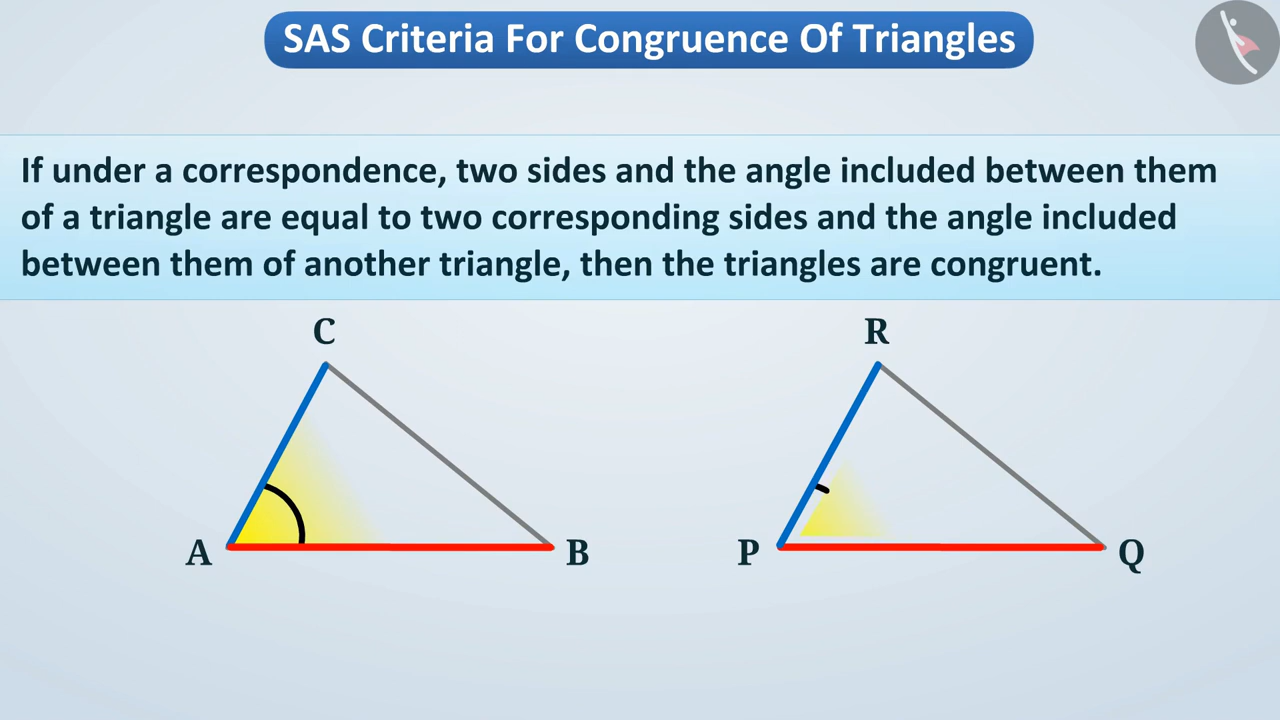 SAS Criteria For Congruence Of Triangles
If under a correspondence, two sides and the angle included between them
of a triangle are equal to two corresponding sides and the angle included
between them of another triangle, then the triangles are congruent.
C
R
A
B
P
Q